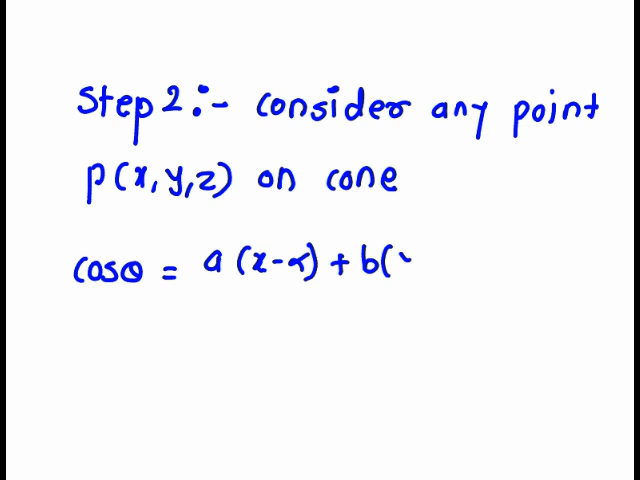 Step 2:- consider any point
P(x, y, z) on cone
cosθ = a (x-α) + b(